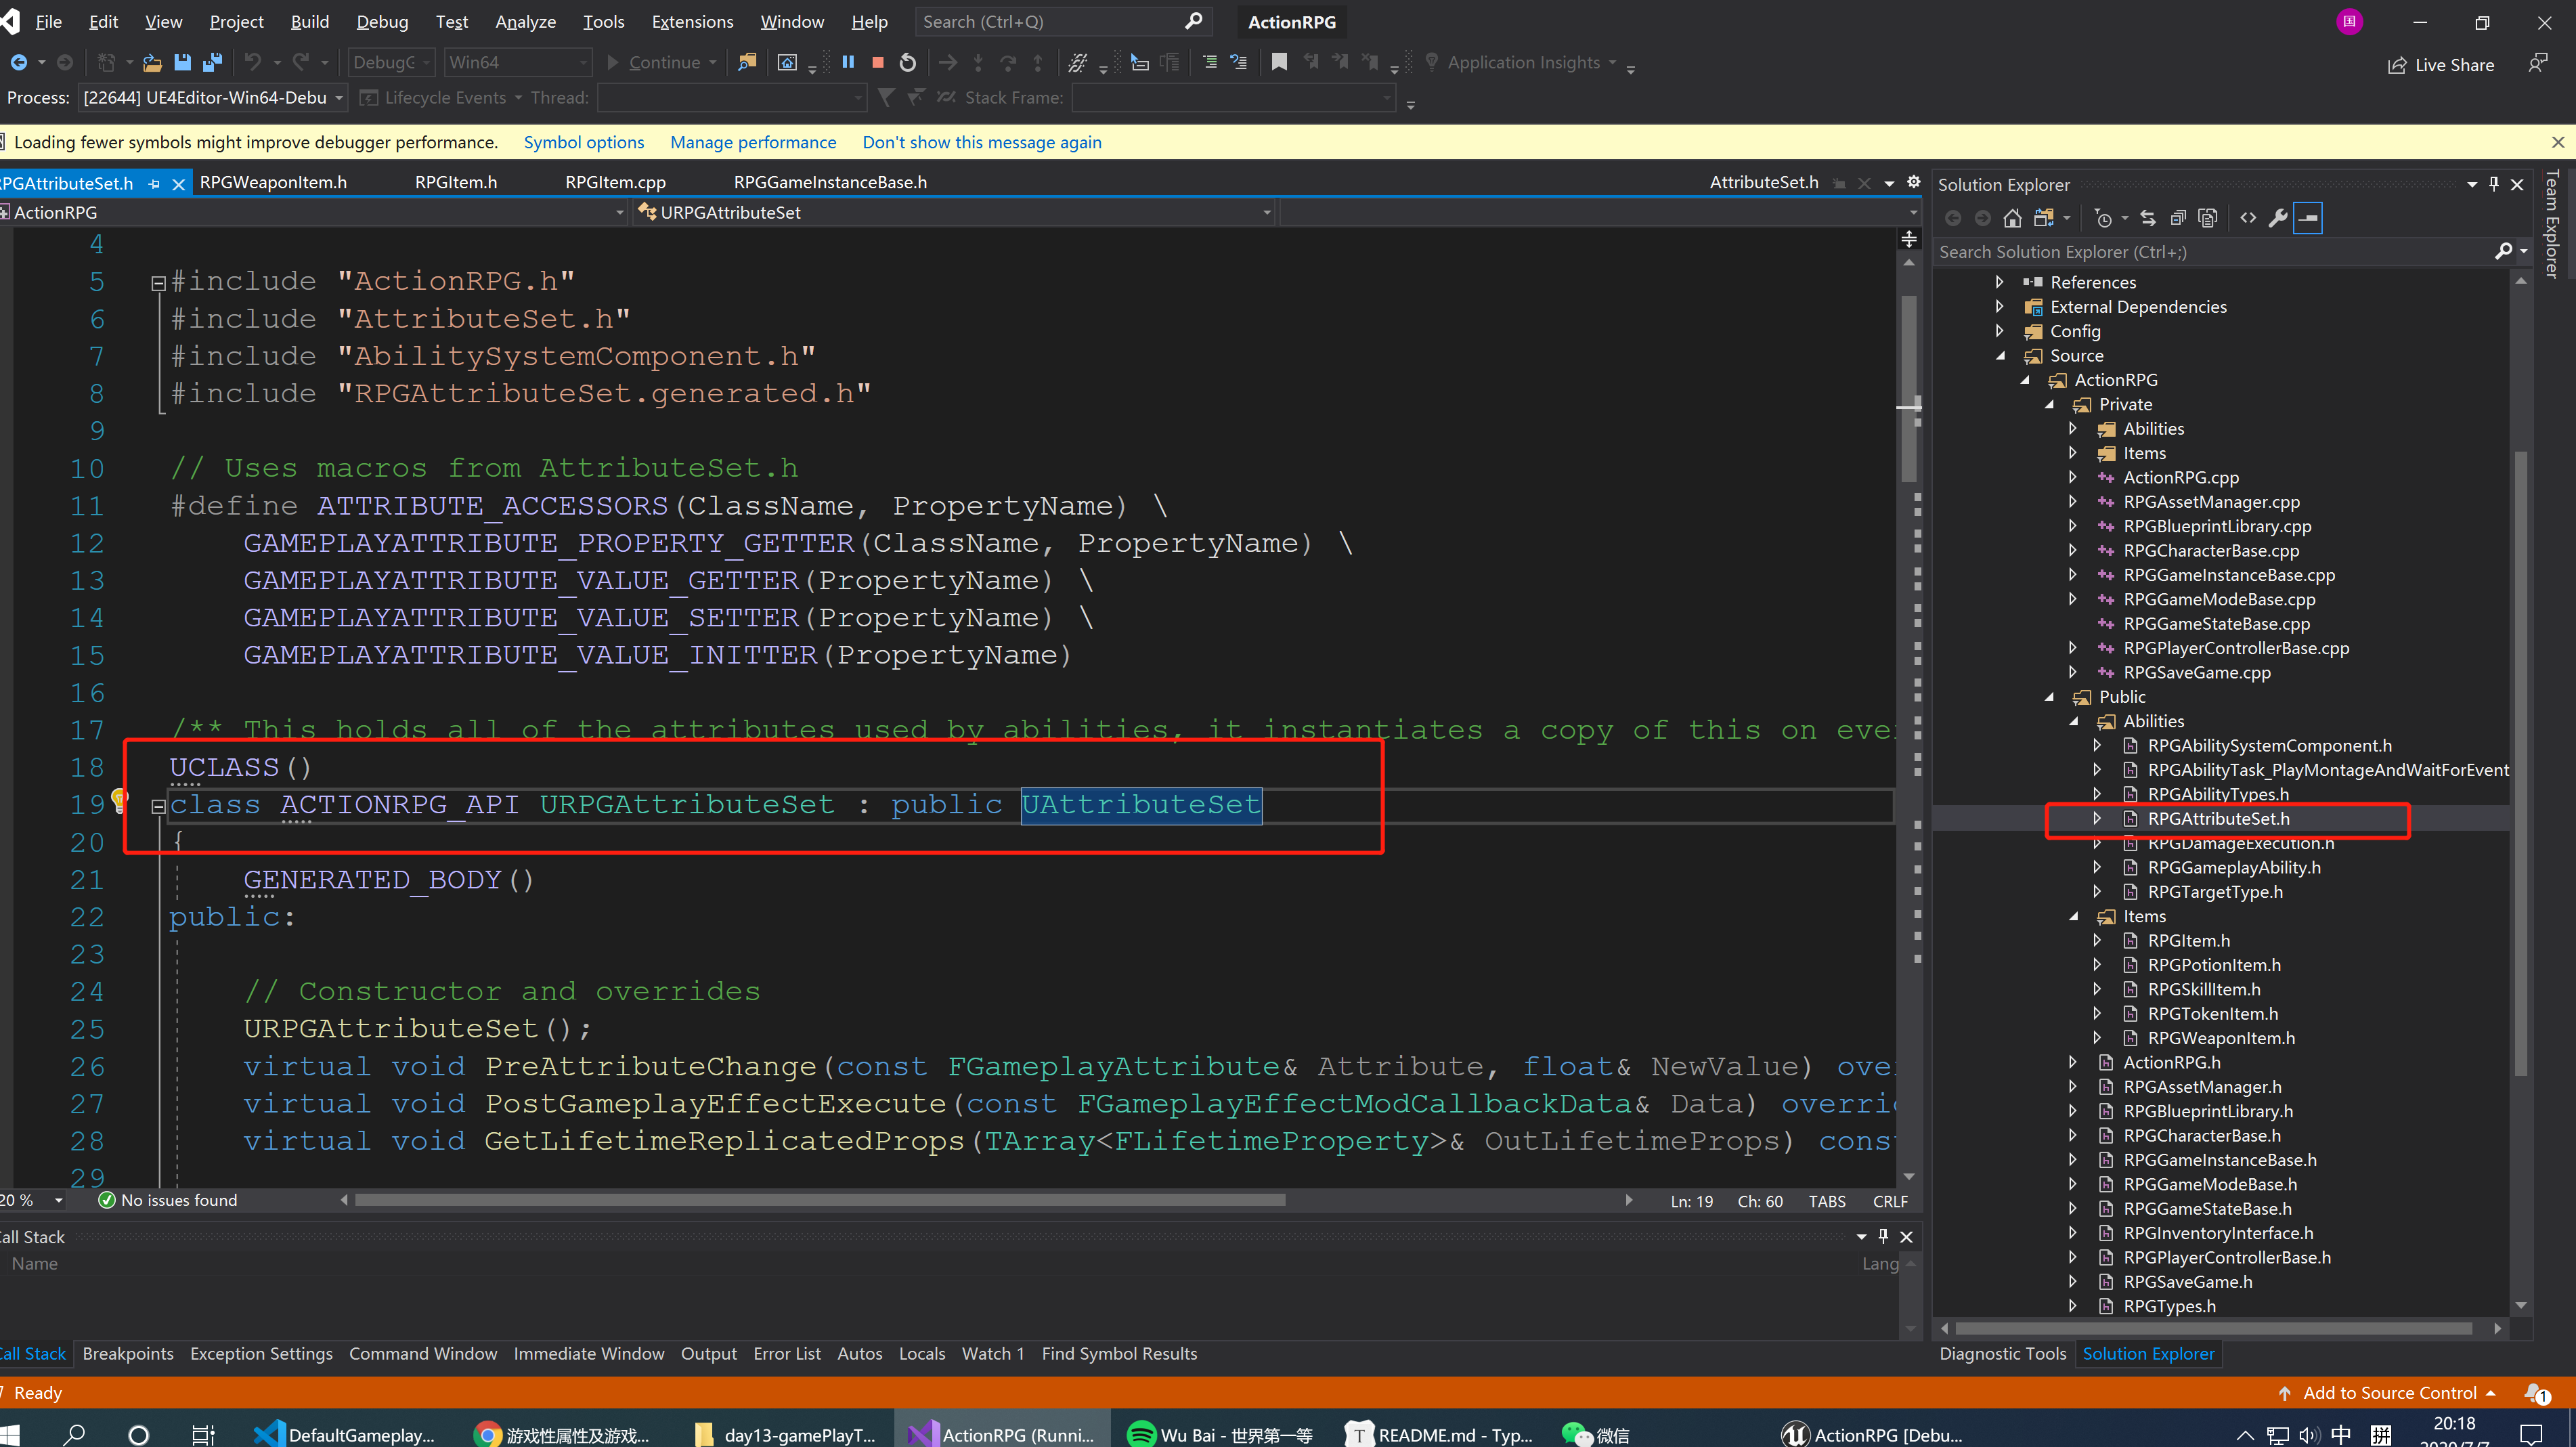 File Edit View Project Build Debug Test Analyze Tools Extensions Window Help Search (Ctrl+Q) ActionRPG 国
DebugG Win64 Continue Application Insights Live Share
Process: [22644] UE4Editor-Win64-Debu Lifecycle Events Thread: Stack Frame:
Loading fewer symbols might improve debugger performance. Symbol options Manage performance Don't show this message again
RPGAttributeSet.h RPGWeaponItem.h RPGItem.h RPGItem.cpp RPGGameInstanceBase.h AttributeSet.h
ActionRPG URPGAttributeSet
4
5 #include "ActionRPG.h"
6 #include "AttributeSet.h"
7 #include "AbilitySystemComponent.h"
8 #include "RPGAttributeSet.generated.h"
9
10 // Uses macros from AttributeSet.h
11 #define ATTRIBUTE_ACCESSORS(ClassName, PropertyName) \
12 GAMEPLAYATTRIBUTE_PROPERTY_GETTER(ClassName, PropertyName) \
13 GAMEPLAYATTRIBUTE_VALUE_GETTER(PropertyName) \
14 GAMEPLAYATTRIBUTE_VALUE_SETTER(PropertyName) \
15 GAMEPLAYATTRIBUTE_VALUE_INITTER(PropertyName)
16
17 /** This holds all of the attributes used by abilities, it instantiates a copy of this on eve
18 UCLASS()
19 class ACTIONRPG_API URPGAttributeSet : public UAttributeSet
20 {
21 GENERATED_BODY()
22 public:
23
24 // Constructor and overrides
25 URPGAttributeSet();
26 virtual void PreAttributeChange(const FGameplayAttribute& Attribute, float& NewValue) ove
27 virtual void PostGameplayEffectExecute(const FGameplayEffectModCallbackData& Data) overri
28 virtual void GetLifetimeReplicatedProps(TArray<FLifetimeProperty>& OutLifetimeProps) cons
29
20 % No issues found Ln: 19 Ch: 60 TABS CRLF
Call Stack
Name Lang
Call Stack Breakpoints Exception Settings Command Window Immediate Window Output Error List Autos Locals Watch 1 Find Symbol Results
Solution Explorer
Team Explorer
Search Solution Explorer (Ctrl+;)
References
External Dependencies
Config
Source
ActionRPG
Private
Abilities
Items
ActionRPG.cpp
RPGAssetManager.cpp
RPGBlueprintLibrary.cpp
RPGCharacterBase.cpp
RPGGameInstanceBase.cpp
RPGGameModeBase.cpp
RPGGameStateBase.cpp
RPGPlayerControllerBase.cpp
RPGSaveGame.cpp
Public
Abilities
RPGAbilitySystemComponent.h
RPGAbilityTask_PlayMontageAndWaitForEvent
RPGAbilityTypes.h
RPGAttributeSet.h
RPGDamageExecution.h
RPGGameplayAbility.h
RPGTargetType.h
Items
RPGItem.h
RPGPotionItem.h
RPGSkillItem.h
RPGTokenItem.h
RPGWeaponItem.h
ActionRPG.h
RPGAssetManager.h
RPGBlueprintLibrary.h
RPGCharacterBase.h
RPGGameInstanceBase.h
RPGGameModeBase.h
RPGGameStateBase.h
RPGInventoryInterface.h
RPGPlayerControllerBase.h
RPGSaveGame.h
RPGTypes.h
Diagnostic Tools Solution Explorer
Ready Add to Source Control 1
DefaultGameplay... 游戏性属性及游戏... day13-gamePlayT... ActionRPG (Runni... Wu Bai - 世界第一等 T README.md - Typ... 微信 ActionRPG [Debu... 中 拼 20:18
2020/7/7